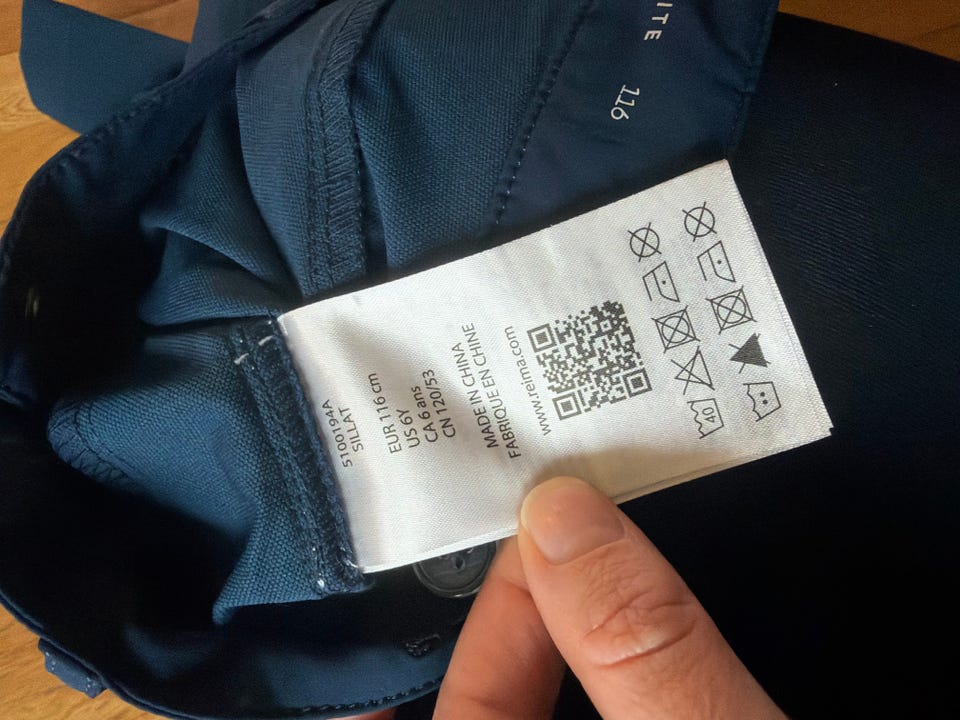 ITE
116
5100194A
SILLAT
EUR 116 cm
US 6Y
CA 6 ans
CN 120/53
MADE IN CHINA
FABRIQUE EN CHINE
www.reima.com
40